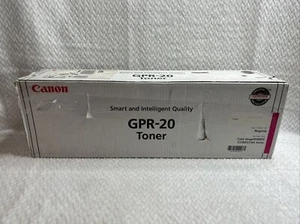 Canon
Smart and Intelligent Quality
GPR-20
Toner
Magenta